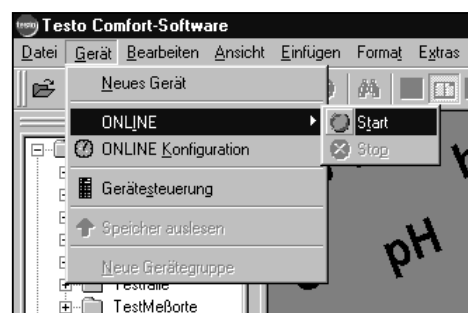 testo Testo Comfort-Software
Datei Gerät Bearbeiten Ansicht Einfügen Format Extras
Neues Gerät
ONLINE Start
ONLINE Konfiguration Stop
Gerätesteuerung
Speicher auslesen
Neue Gerätegruppe
TestMeßorte
pH